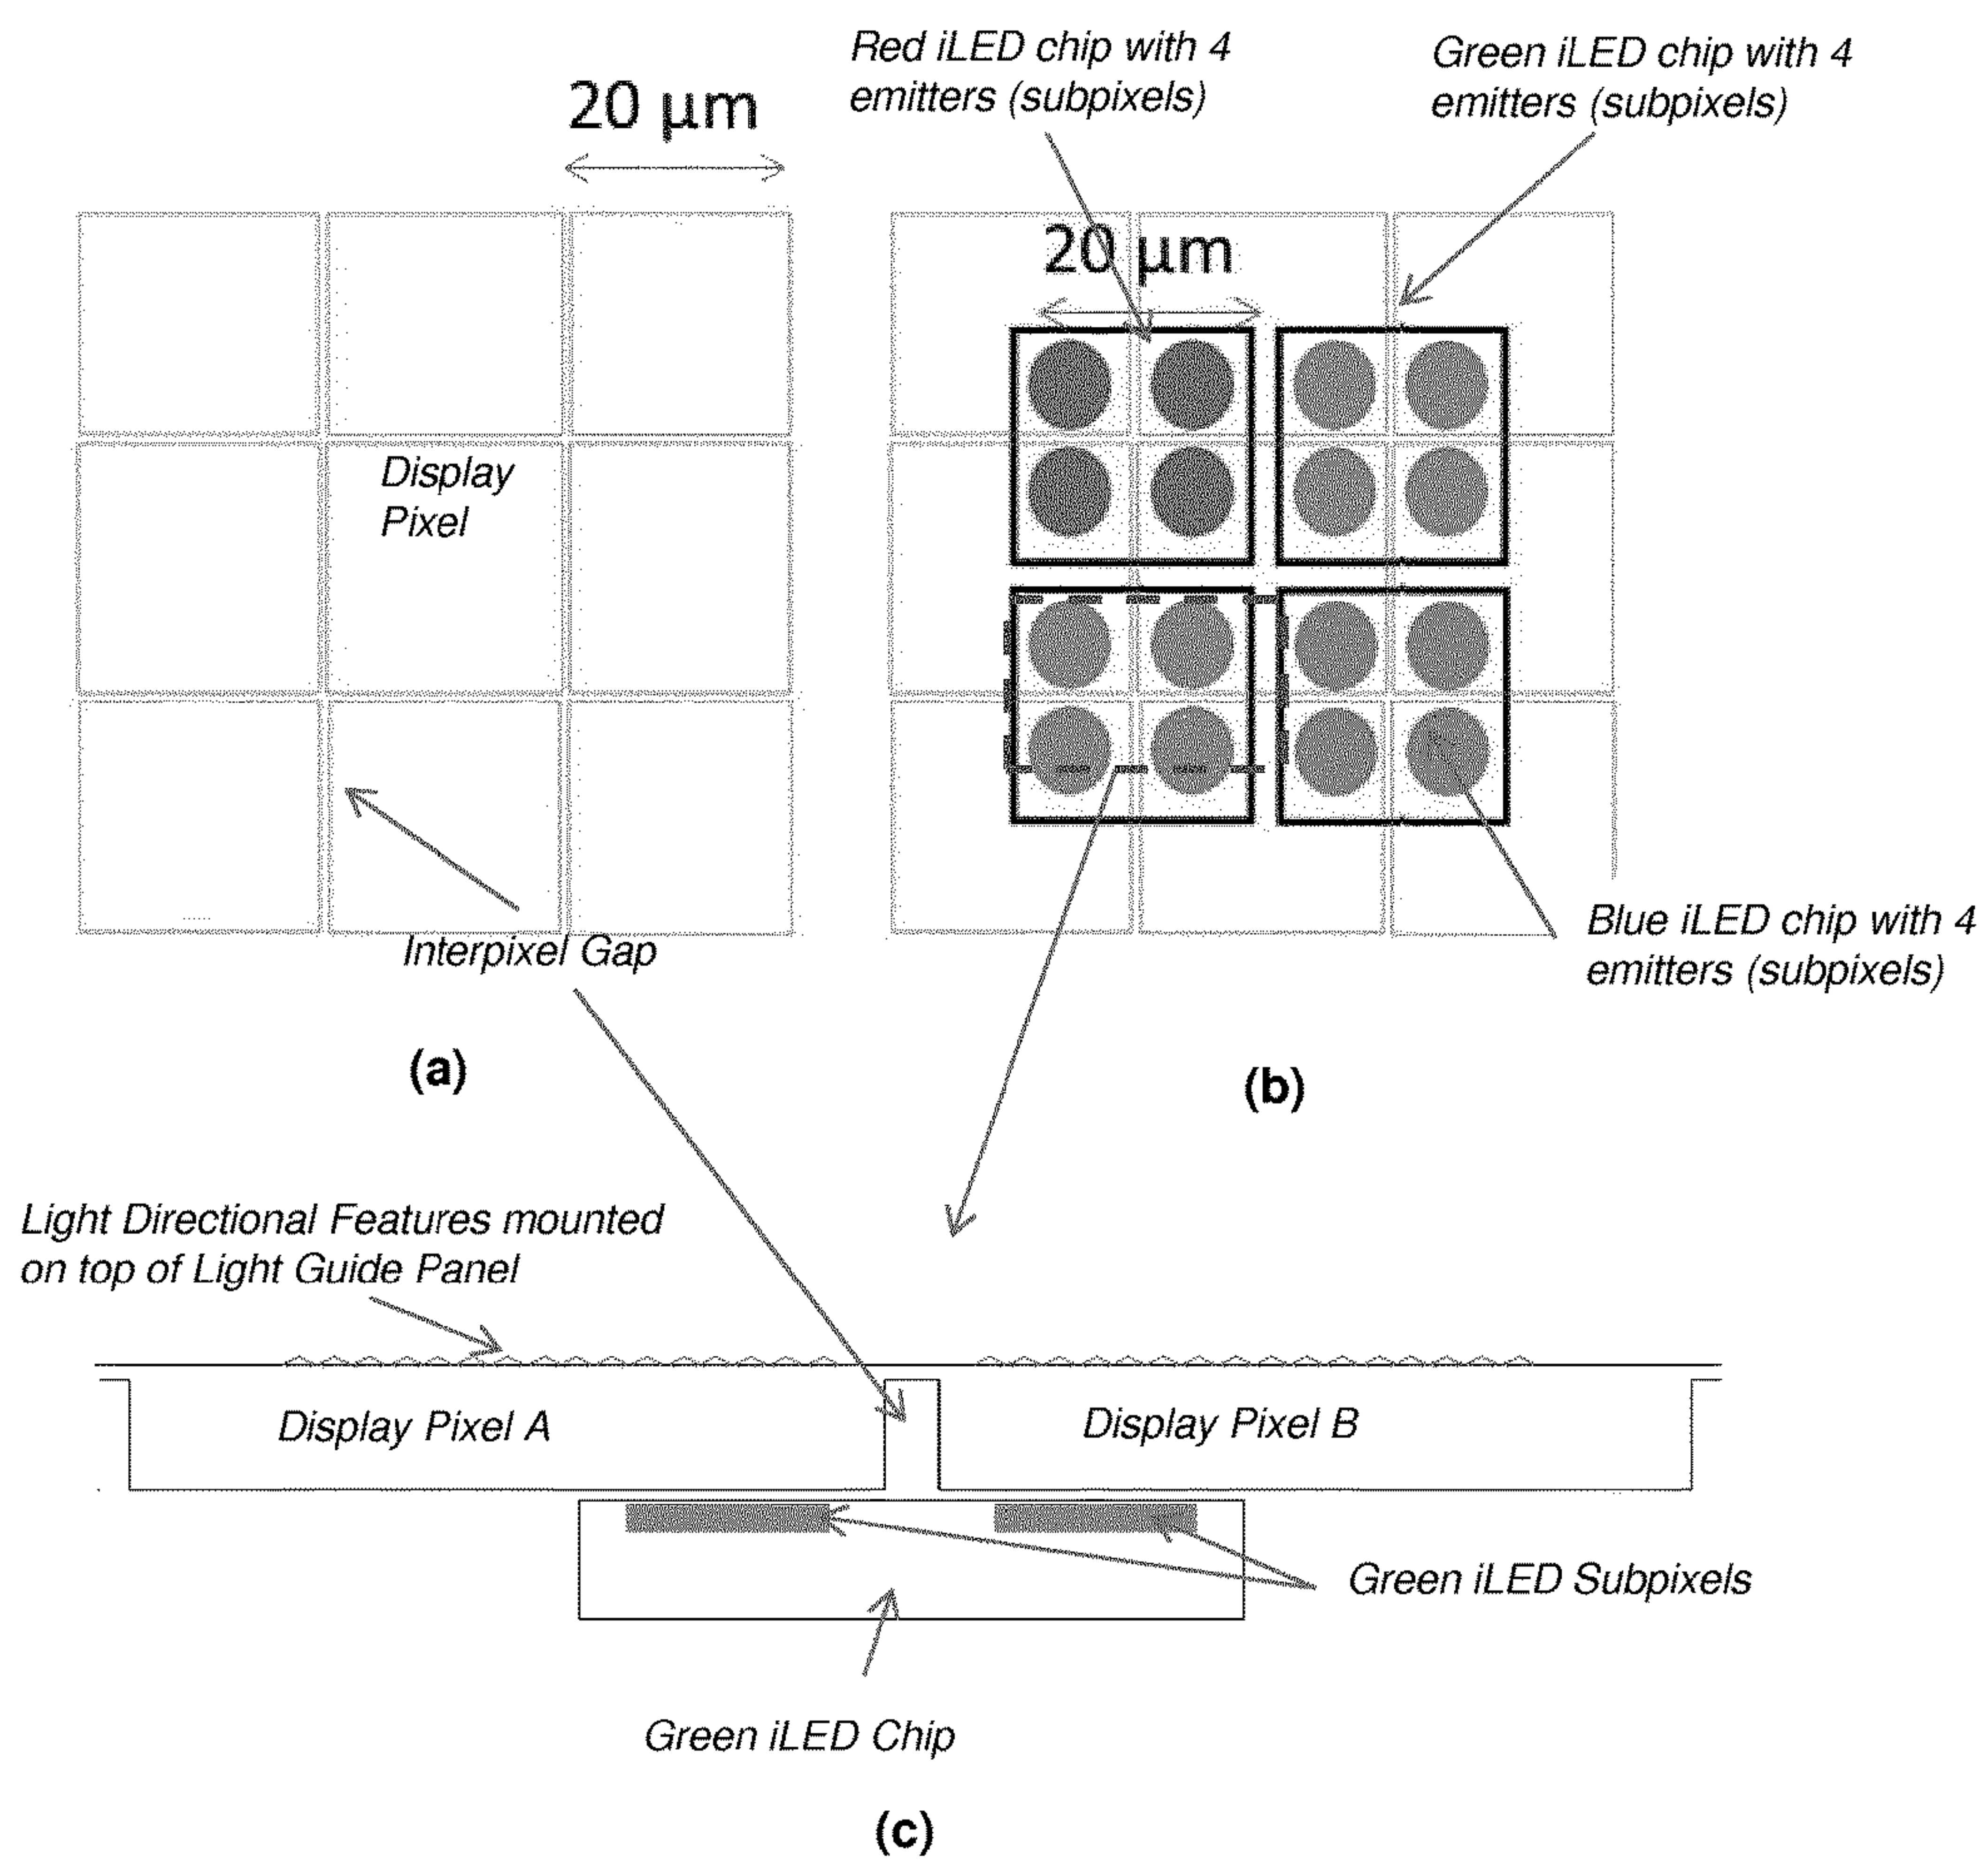 Red iLED chip with 4
emitters (subpixels)
Green iLED chip with 4
emitters (subpixels)
20 µm
20 µm
Display
Pixel
Interpixel Gap
Blue iLED chip with 4
emitters (subpixels)
(a)
(b)
Light Directional Features mounted
on top of Light Guide Panel
Display Pixel A
Display Pixel B
Green iLED Subpixels
Green iLED Chip
(c)